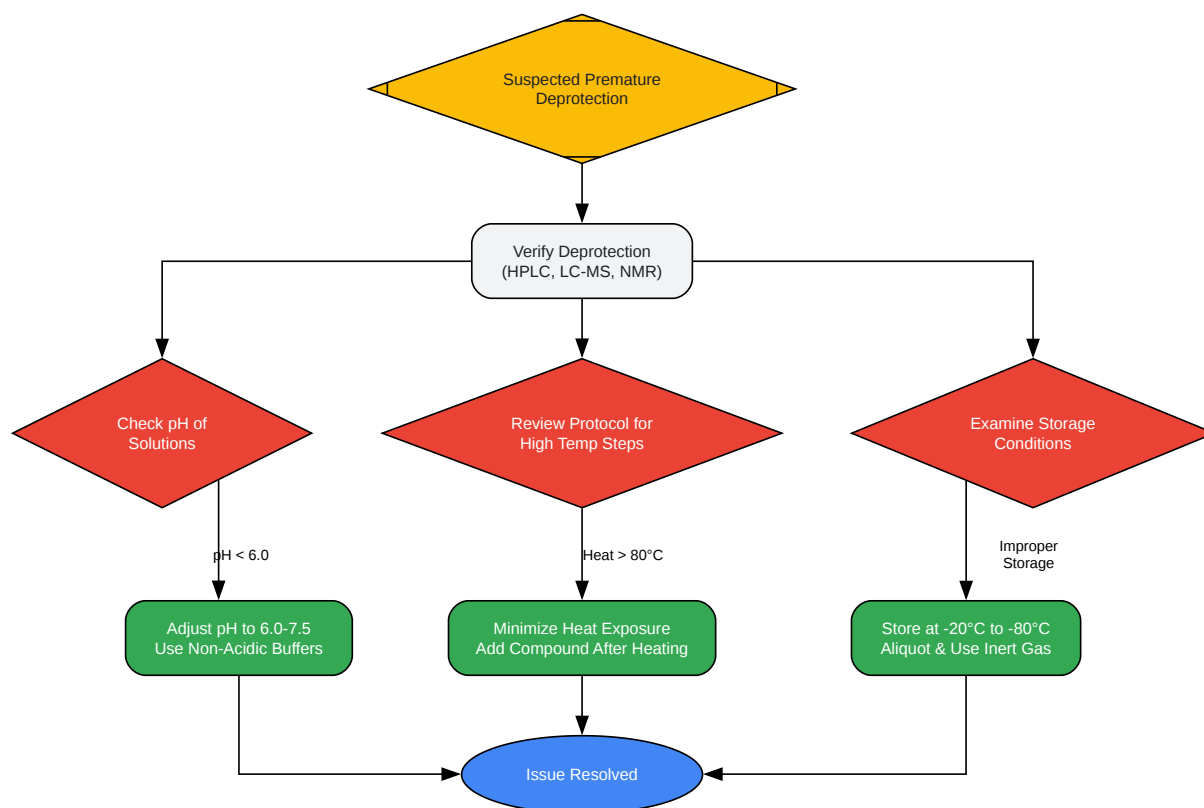 Suspected Premature
Deprotection
Verify Deprotection
(HPLC, LC-MS, NMR)
Check pH of
Solutions
Review Protocol for
High Temp Steps
Examine Storage
Conditions
pH < 6.0
Heat > 80°C
Improper
Storage
Adjust pH to 6.0-7.5
Use Non-Acidic Buffers
Minimize Heat Exposure
Add Compound After Heating
Store at -20°C to -80°C
Aliquot & Use Inert Gas
Issue Resolved